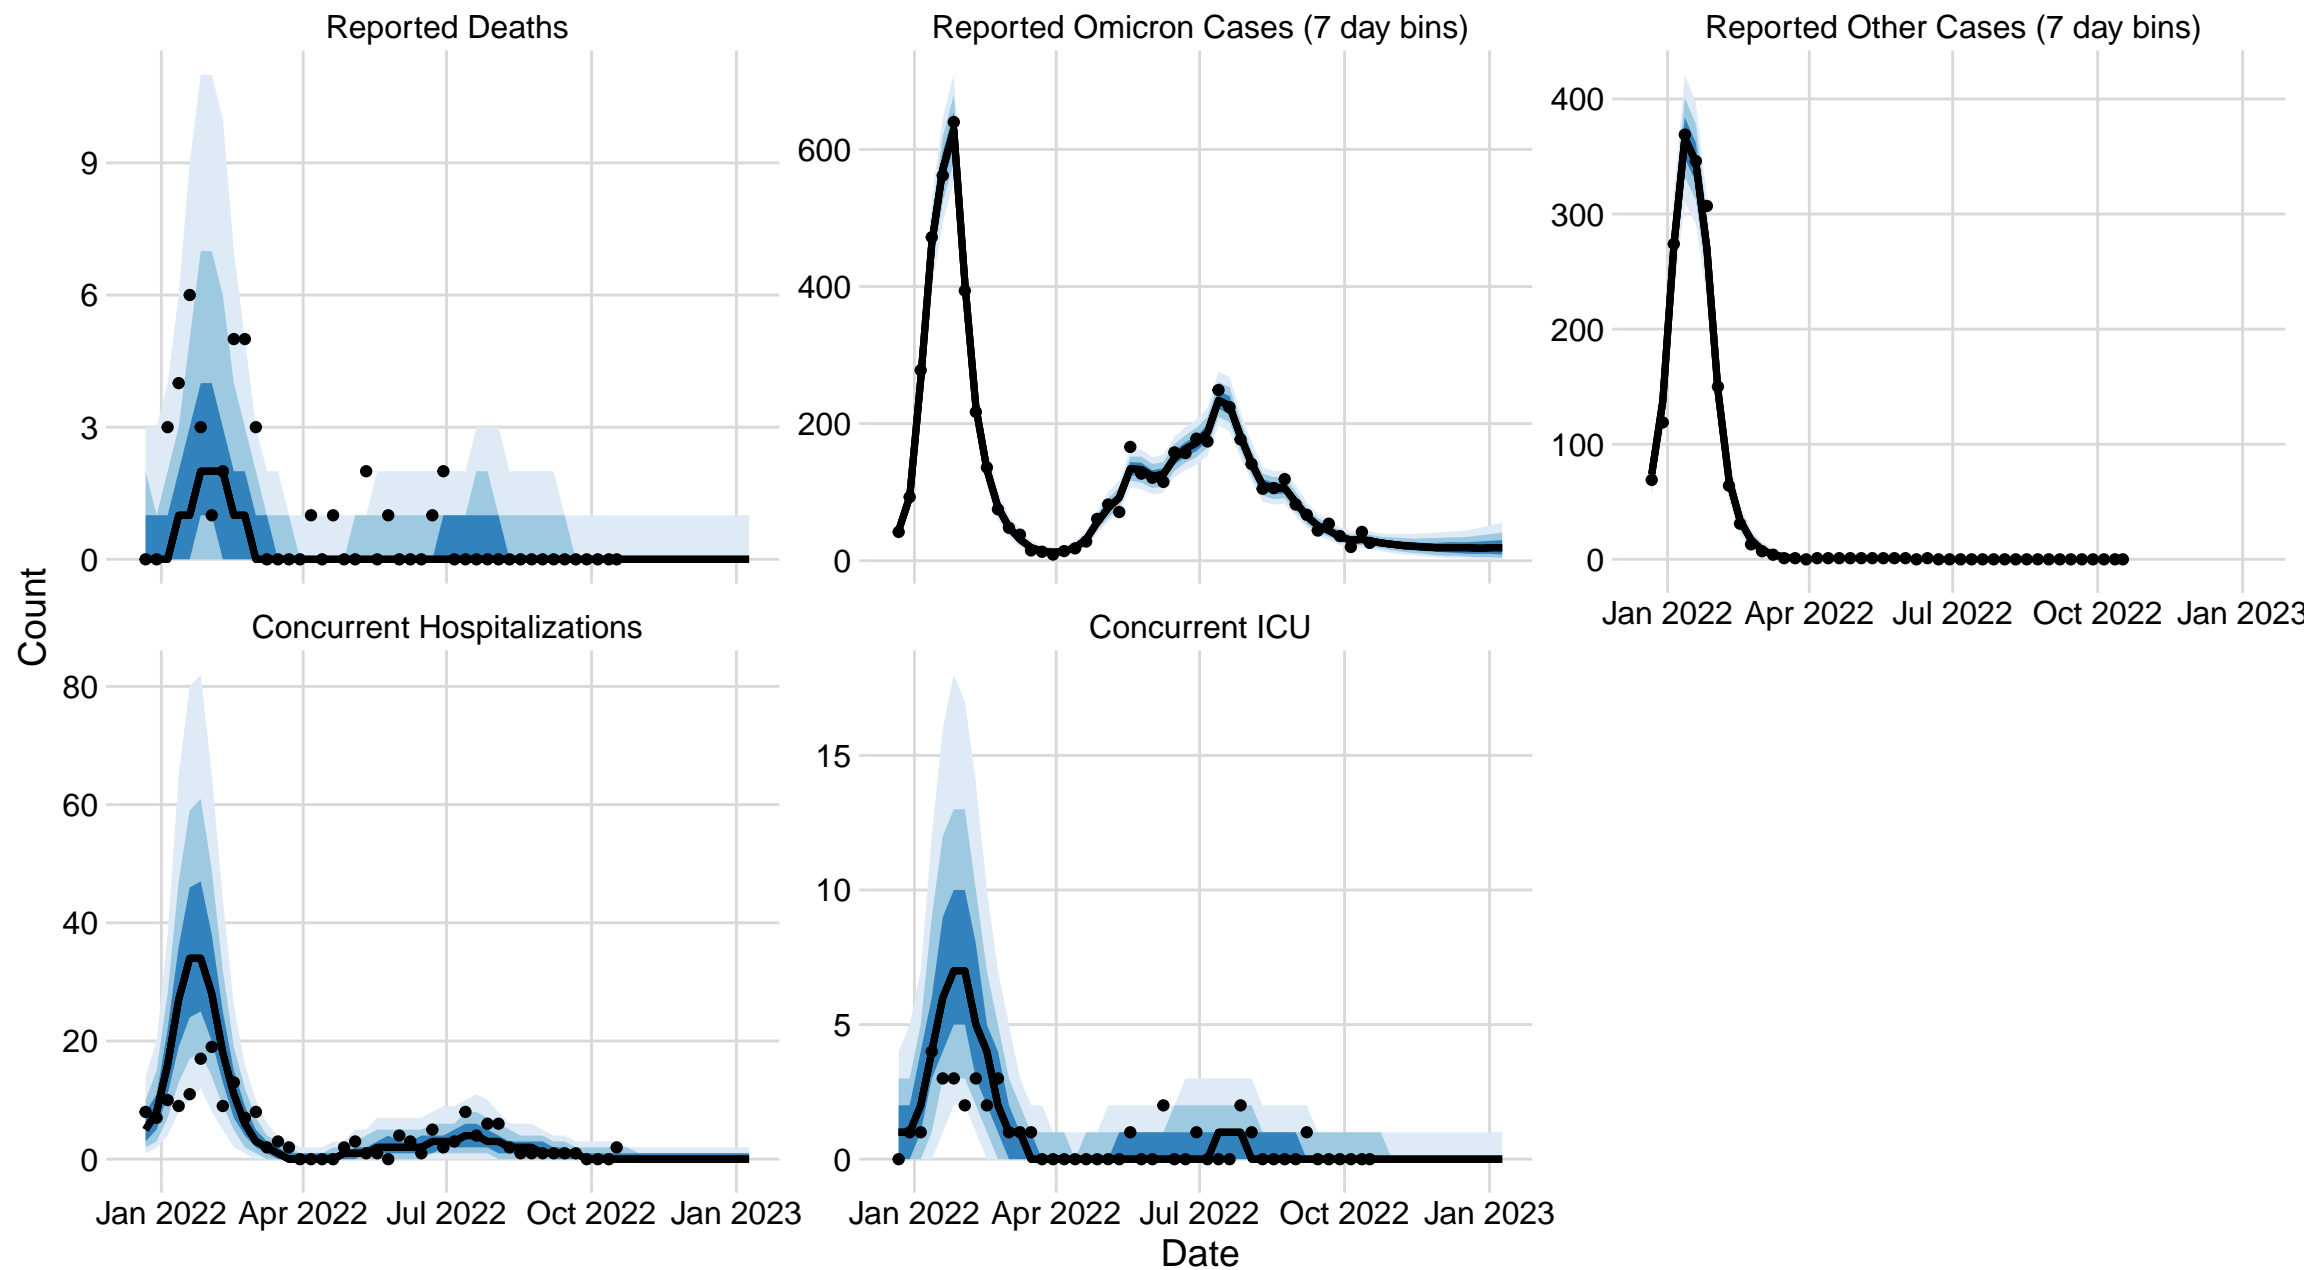 Reported Deaths
Reported Omicron Cases (7 day bins)
Reported Other Cases (7 day bins)
9
6
3
0
600
400
200
0
400
300
200
100
0
Jan 2022 Apr 2022 Jul 2022 Oct 2022 Jan 2023
Count
Concurrent Hospitalizations
Concurrent ICU
80
60
40
20
0
15
10
5
0
Jan 2022 Apr 2022 Jul 2022 Oct 2022 Jan 2023
Jan 2022 Apr 2022 Jul 2022 Oct 2022 Jan 2023
Date